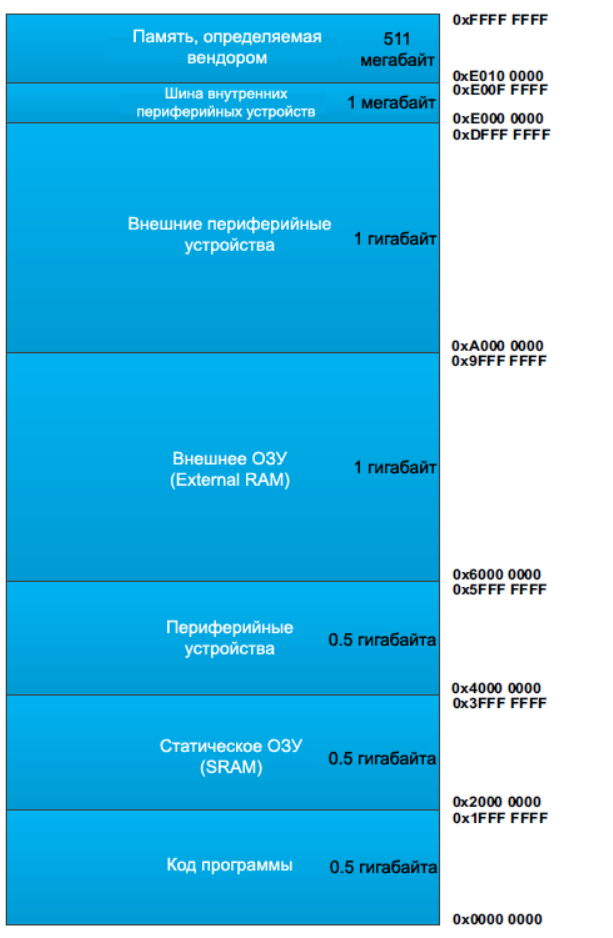 0xFFFF FFFF
Память, определяемая
вендором
511
мегабайт
0xE010 0000
0xE00F FFFF
Шина внутренних
периферийных устройств
1 мегабайт
0xE000 0000
0xDFFF FFFF
Внешние периферийные
устройства
1 гигабайт
0xA000 0000
0x9FFF FFFF
Внешнее ОЗУ
(External RAM)
1 гигабайт
0x6000 0000
0x5FFF FFFF
Периферийные
устройства
0.5 гигабайта
0x4000 0000
0x3FFF FFFF
Статическое ОЗУ
(SRAM)
0.5 гигабайта
0x2000 0000
0x1FFF FFFF
Код программы
0.5 гигабайта
0x0000 0000